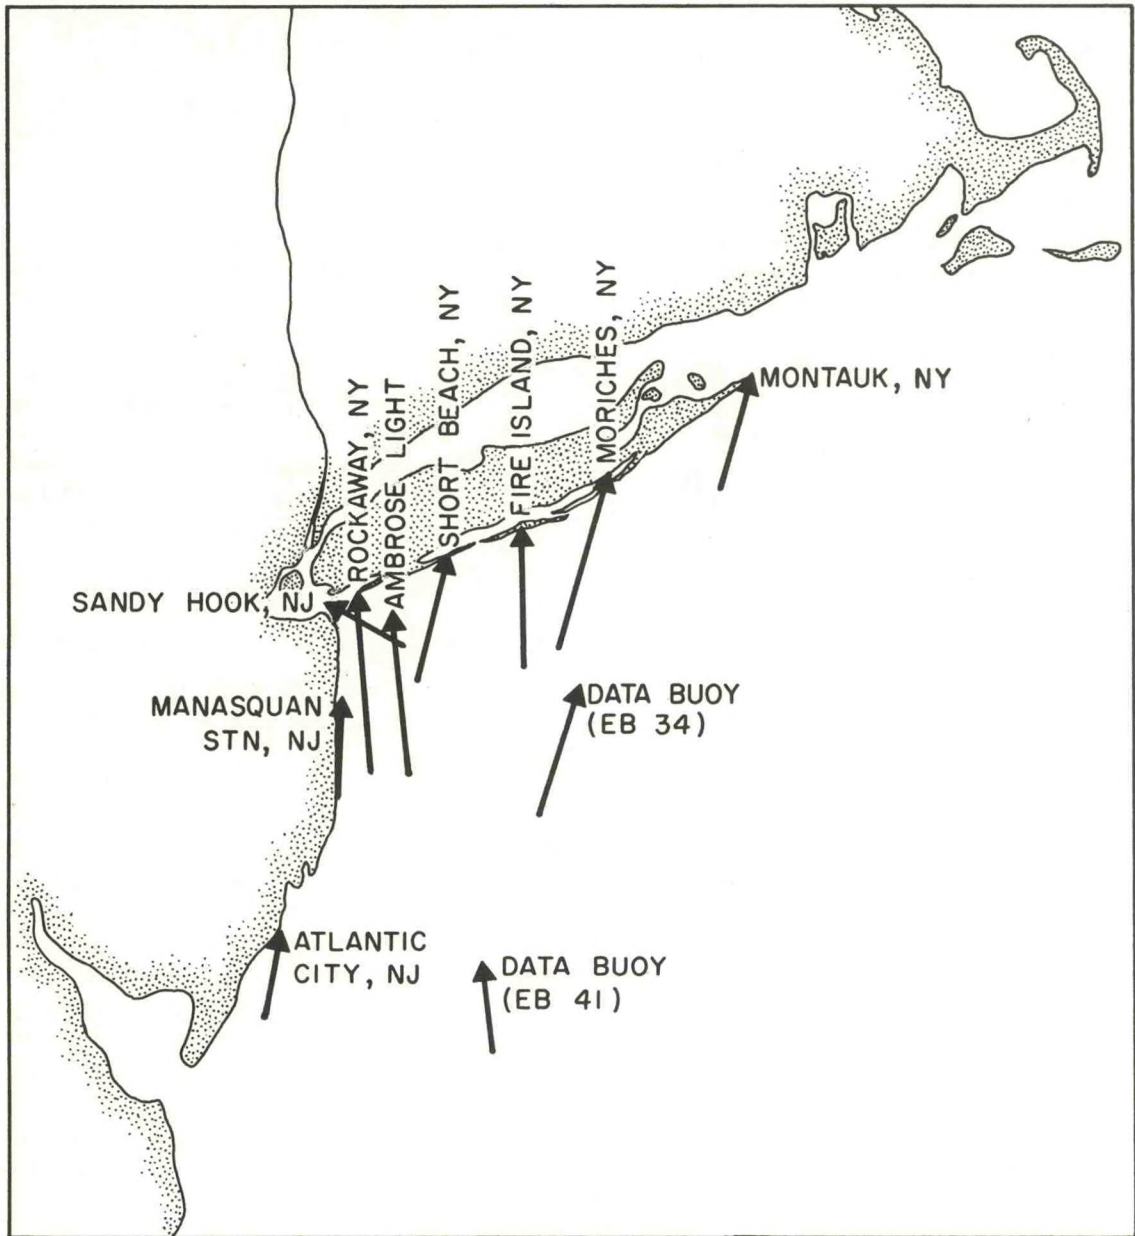 ROCKAWAY, NY
AMBROSE LIGHT
SHORT BEACH, NY
FIRE ISLAND, NY
MORICHES, NY
MONTAUK, NY
SANDY HOOK, NJ
MANASQUAN
STN, NJ
DATA BUOY
(EB 34)
ATLANTIC
CITY, NJ
DATA BUOY
(EB 41)